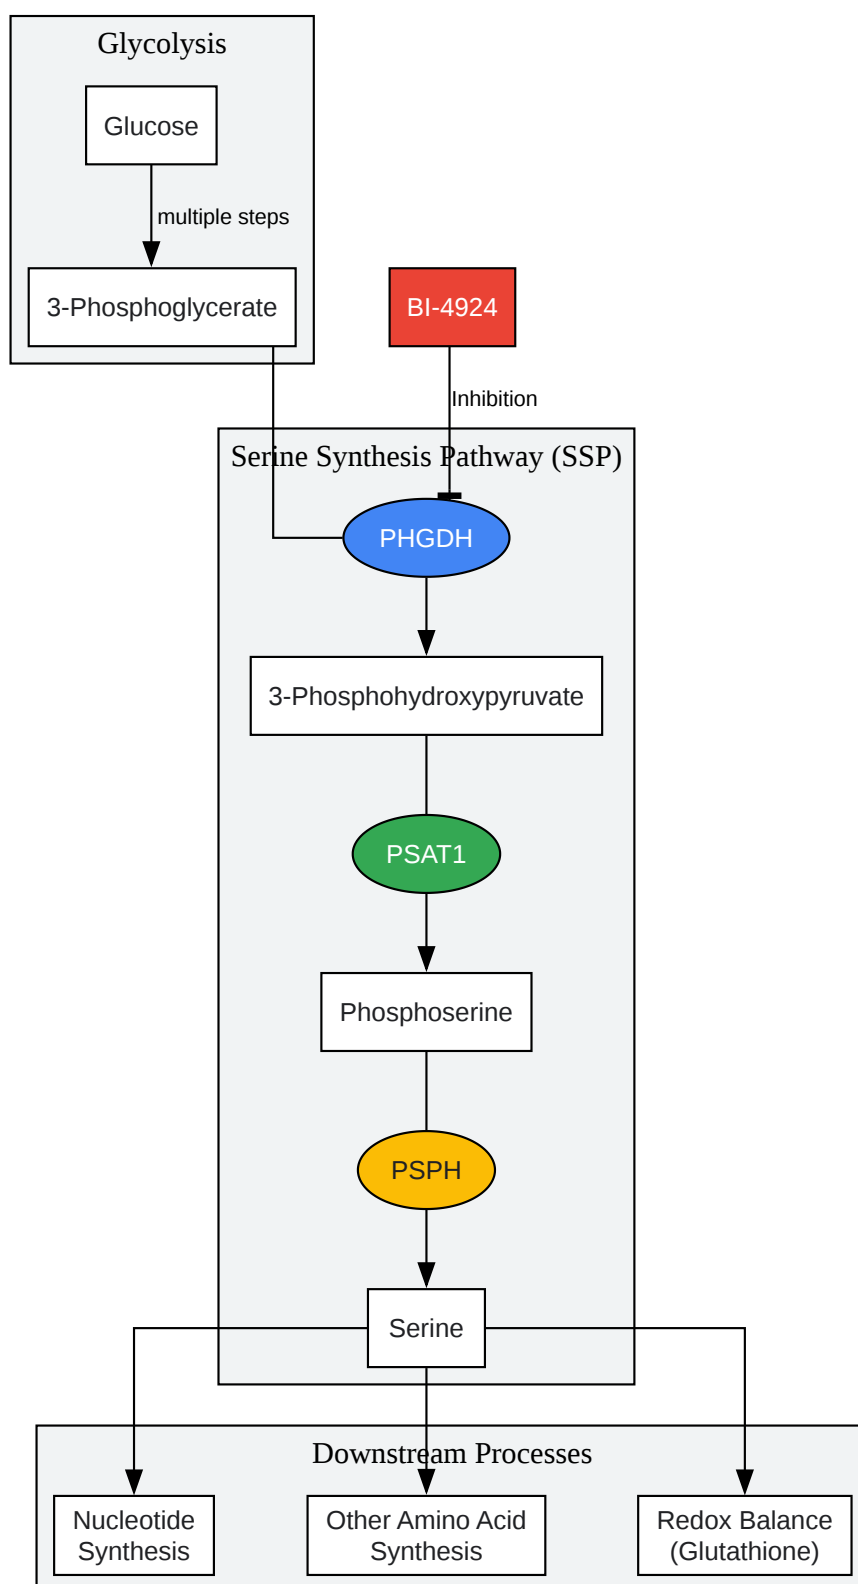 Glycolysis
Glucose
multiple steps
3-Phosphoglycerate
BI-4924
Inhibition
Serine Synthesis Pathway (SSP)
PHGDH
3-Phosphohydroxypyruvate
PSAT1
Phosphoserine
PSPH
Serine
Downstream Processes
Nucleotide
Synthesis
Other Amino Acid
Synthesis
Redox Balance
(Glutathione)